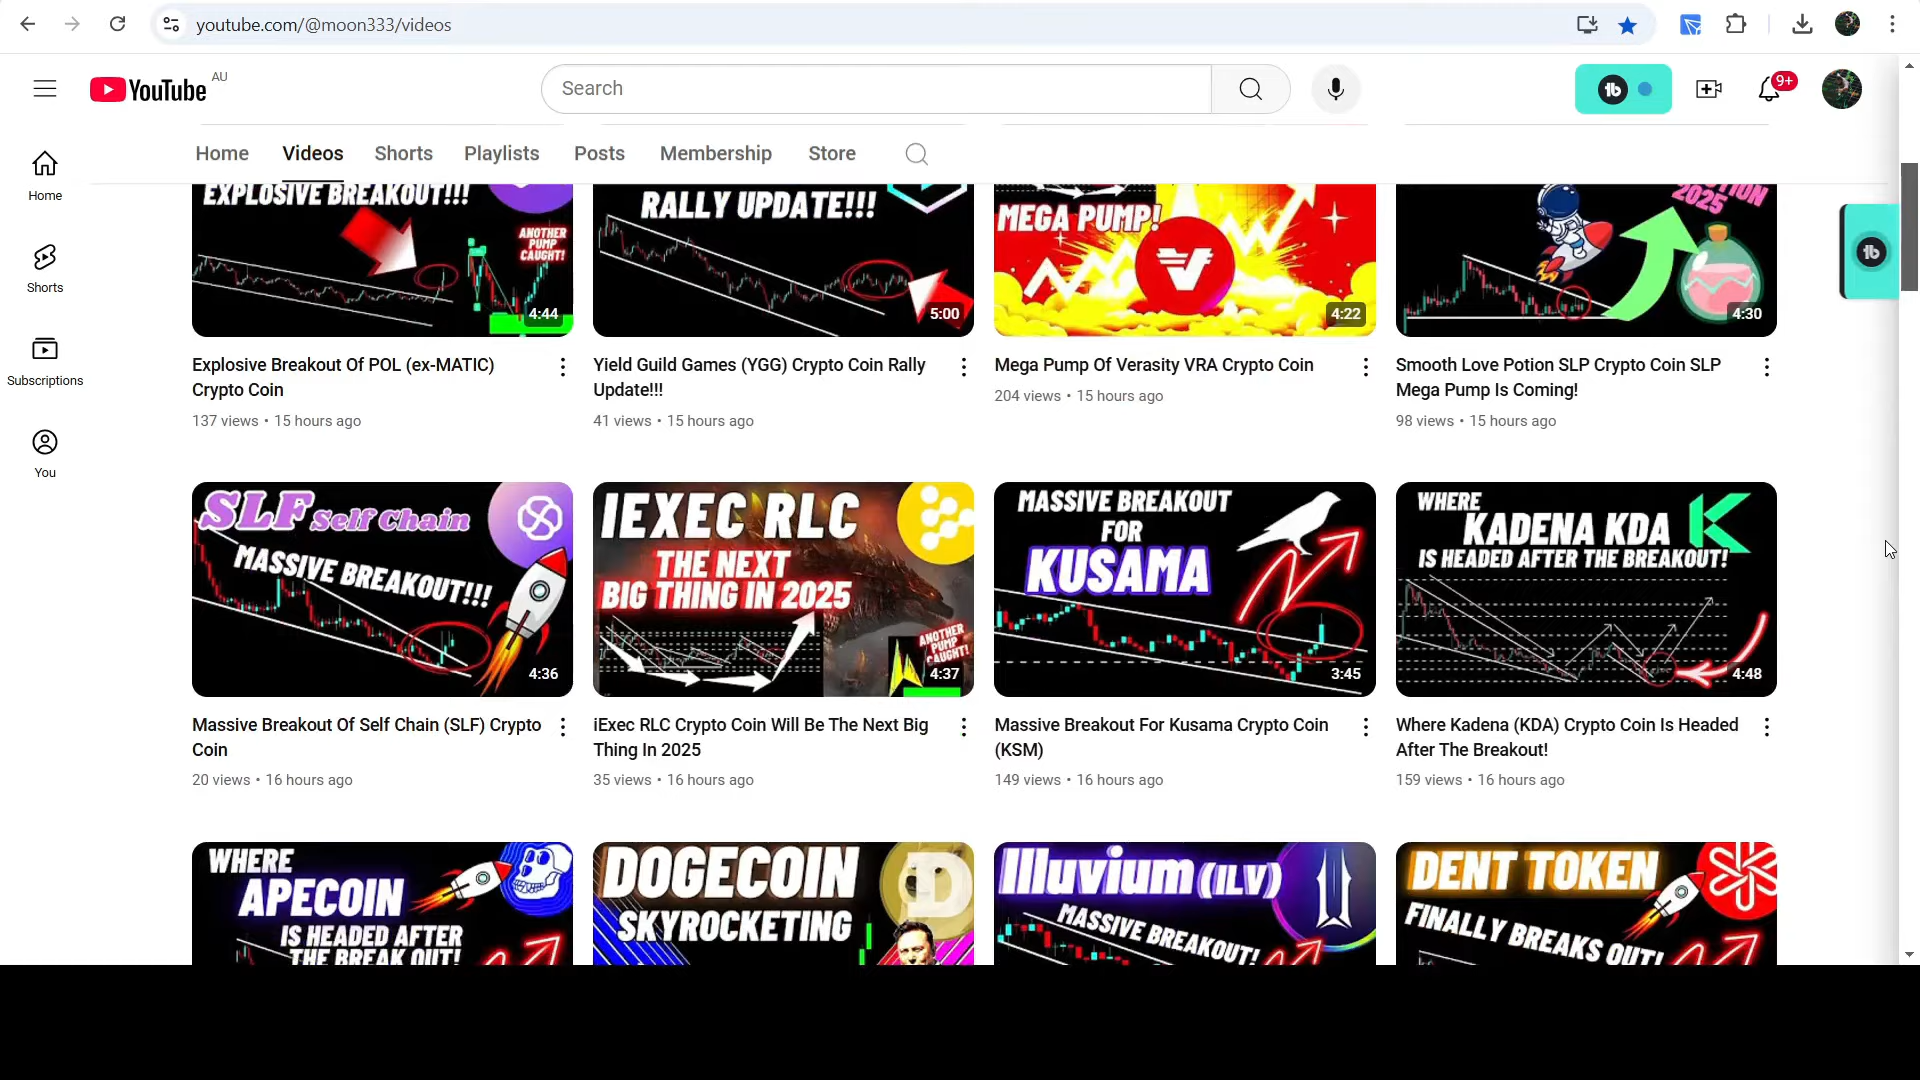 youtube.com/@moon333/videos
YouTube AU
Search
9+
Home
Videos
Shorts
Playlists
Posts
Membership
Store
Home
Shorts
Subscriptions
You
EXPLOSIVE BREAKOUT!!!
ANOTHER
PUMP
CAUGHT!
4:44
RALLY UPDATE!!!
5:00
MEGA PUMP!
4:22
2025
4:30
Explosive Breakout Of POL (ex-MATIC)
Crypto Coin
137 views • 15 hours ago
Yield Guild Games (YGG) Crypto Coin Rally
Update!!!
41 views • 15 hours ago
Mega Pump Of Verasity VRA Crypto Coin
204 views • 15 hours ago
Smooth Love Potion SLP Crypto Coin SLP
Mega Pump Is Coming!
98 views • 15 hours ago
SLF Self Chain
MASSIVE BREAKOUT!!!
4:36
IEXEC RLC
THE NEXT
BIG THING IN 2025
ANOTHER
PUMP
CAUGHT!
4:37
MASSIVE BREAKOUT
FOR
KUSAMA
3:45
WHERE
KADENA KDA
IS HEADED AFTER THE BREAKOUT!
4:48
Massive Breakout Of Self Chain (SLF) Crypto
Coin
20 views • 16 hours ago
iExec RLC Crypto Coin Will Be The Next Big
Thing In 2025
35 views • 16 hours ago
Massive Breakout For Kusama Crypto Coin
(KSM)
149 views • 16 hours ago
Where Kadena (KDA) Crypto Coin Is Headed
After The Breakout!
159 views • 16 hours ago
WHERE
APECOIN
IS HEADED AFTER
THE BREAK OUT!
DOGECOIN
SKYROCKETING
Illuvium (ILV)
MASSIVE BREAKOUT!
DENT TOKEN
FINALLY BREAKS OUT!